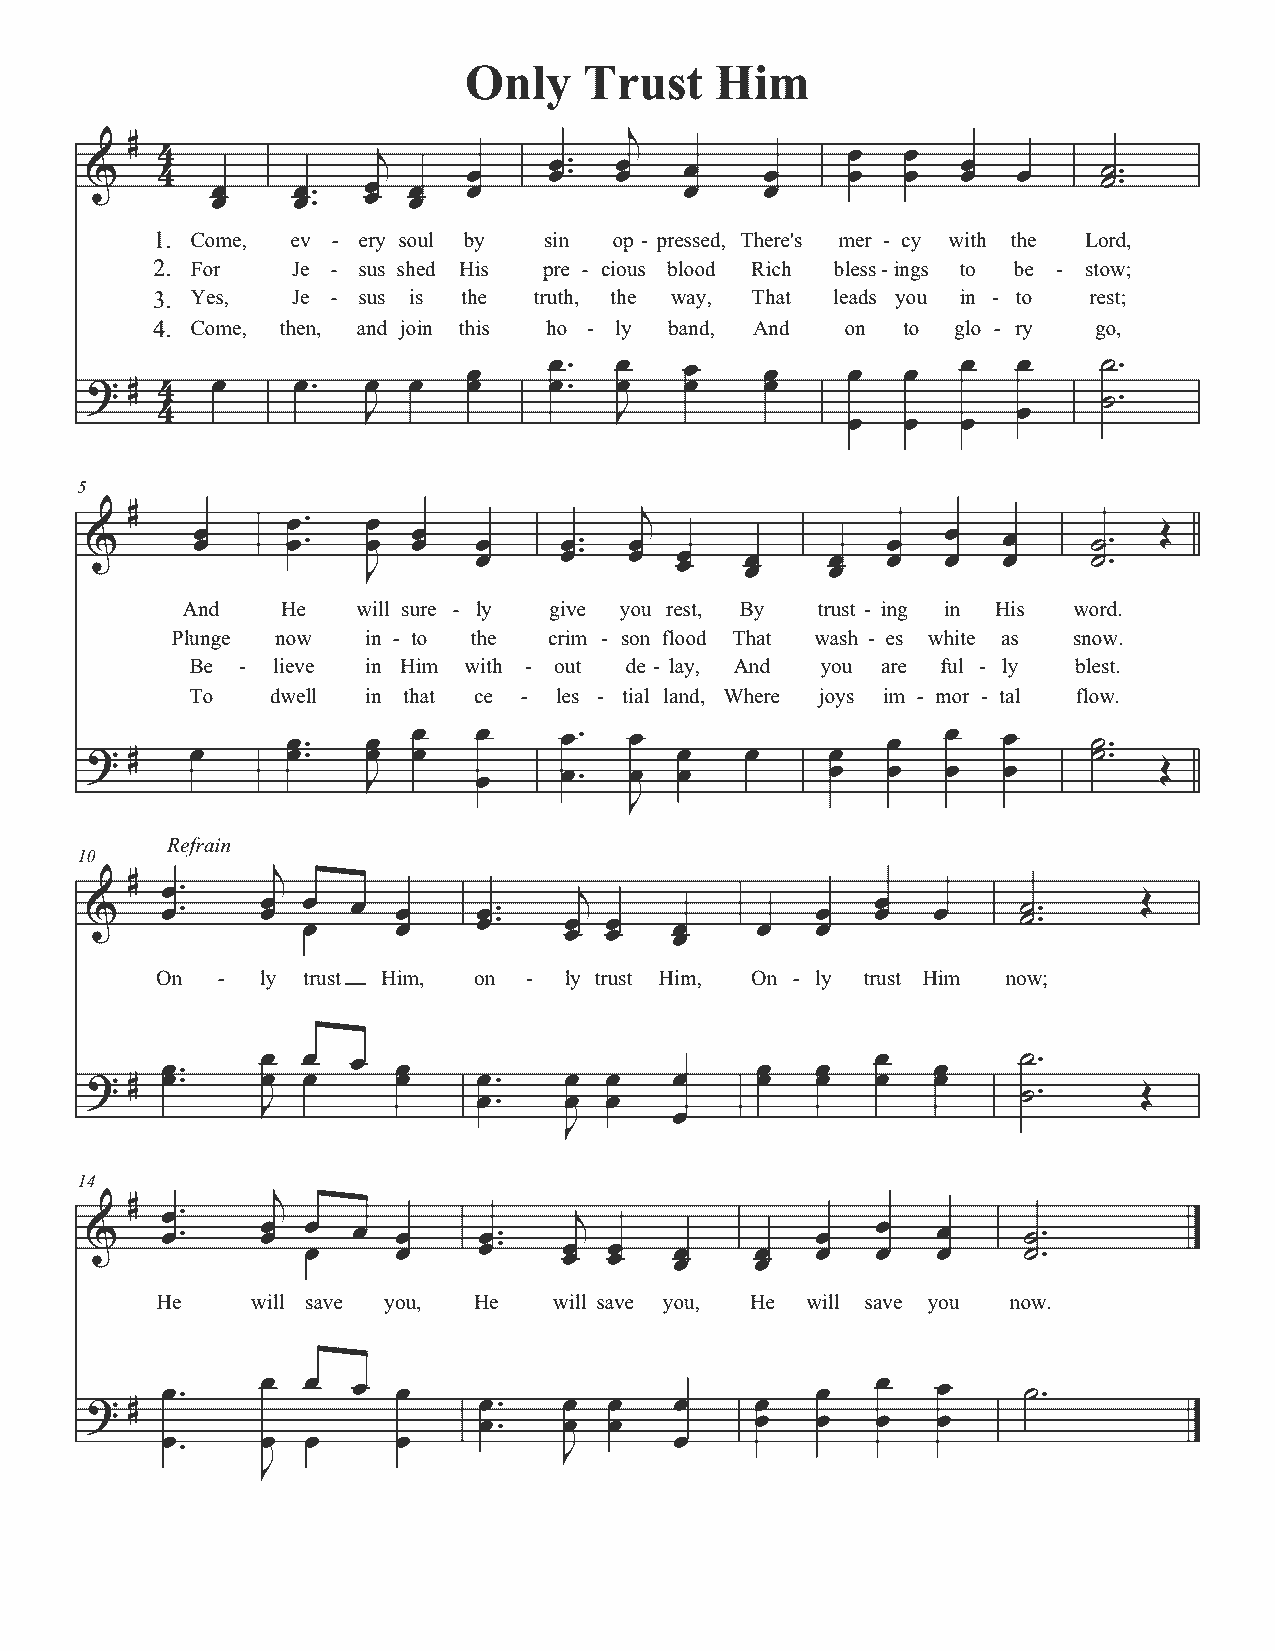 Only Trust Him
1. Come, ev - ery soul by sin op - pressed, There's mer - cy with the Lord,
2. For Je - sus shed His pre - cious blood Rich bless - ings to be - stow;
3. Yes, Je - sus is the truth, the way, That leads you in - to rest;
4. Come, then, and join this ho - ly band, And on to glo - ry go,
5
And He will sure - ly give you rest, By trust - ing in His word.
Plunge now in - to the crim - son flood That wash - es white as snow.
Be - lieve in Him with - out de - lay, And you are ful - ly blest.
To dwell in that ce - les - tial land, Where joys im - mor - tal flow.
Refrain
10
On - ly trust Him, on - ly trust Him, On - ly trust Him now;
14
He will save you, He will save you, He will save you now.